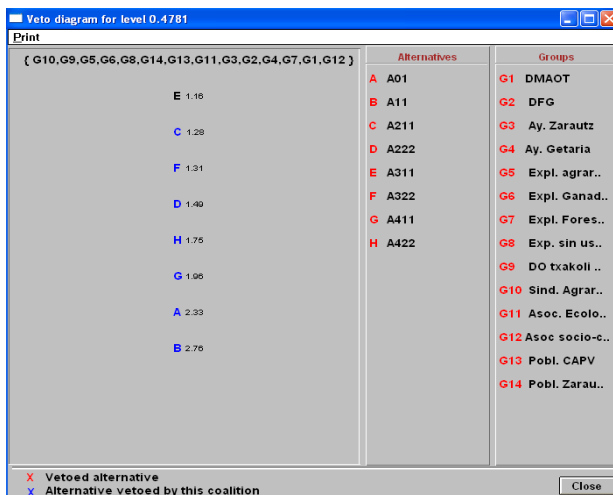 Veto diagram for level 0.4781
Print
{ G10,G9,G5,G6,G8,G14,G13,G11,G3,G2,G4,G7,G1,G12 }
E 1.16
C 1.28
F 1.31
D 1.49
H 1.75
G 1.96
A 2.33
B 2.76
Alternatives
A A01
B A11
C A211
D A222
E A311
F A322
G A411
H A422
Groups
G1 DMAOT
G2 DFG
G3 Ay. Zarautz
G4 Ay. Getaria
G5 Expl. agrar..
G6 Expl. Ganad..
G7 Expl. Fores..
G8 Exp. sin us..
G9 DO txakoli ..
G10 Sind. Agrar..
G11 Asoc. Ecolo..
G12 Asoc socio-c..
G13 Pobl. CAPV
G14 Pobl. Zarau..
X Vetoed alternative
X Alternative vetoed by this coalition
Close